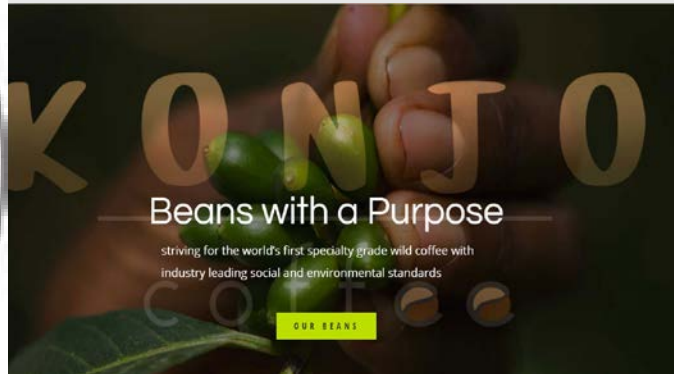 KONJO
Beans with a Purpose
striving for the world's first specialty grade wild coffee with
industry leading social and environmental standards
coffee
OUR BEANS